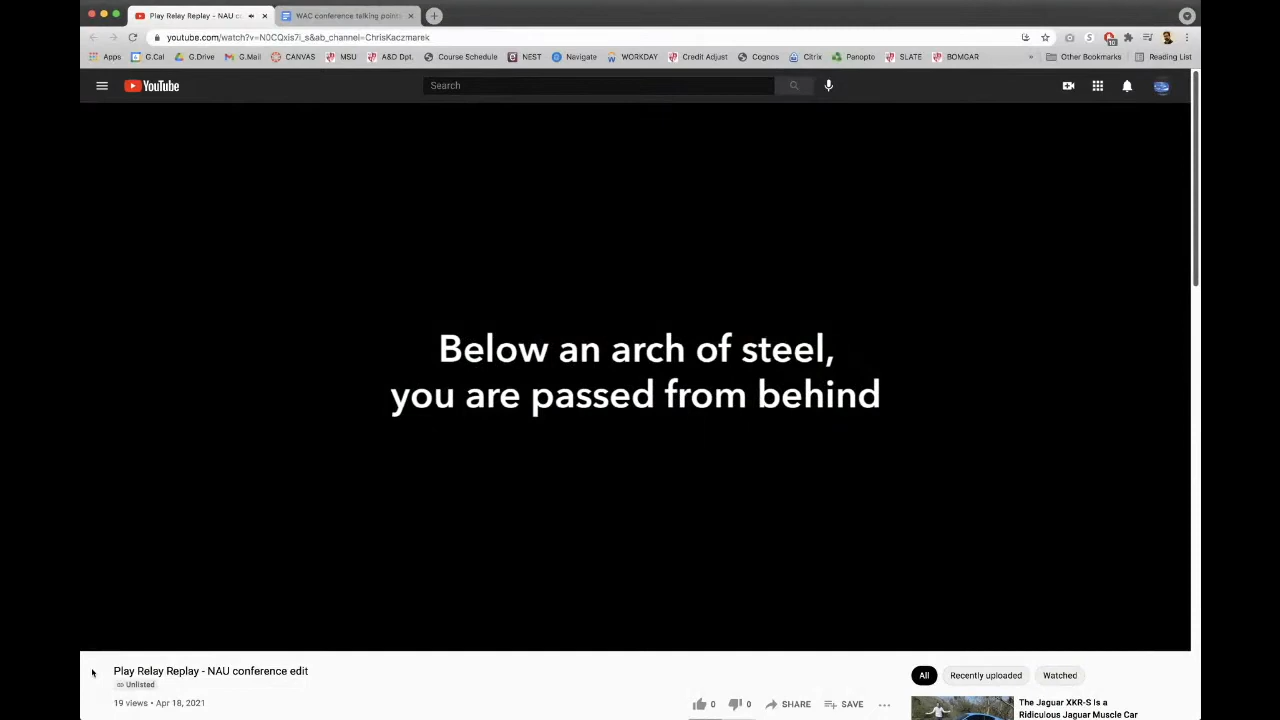 Play Relay Replay - NAU co
WAC conference talking points
youtube.com/watch?v=N0CQxis7i_s&ab_channel=ChrisKaczmarek
10
Apps G.Cal G.Drive G.Mail CANVAS MSU A&D Dpt. Course Schedule NEST Navigate WORKDAY Credit Adjust Cognos Citrix Panopto SLATE BOMGAR » Other Bookmarks Reading List
YouTube
Search
Below an arch of steel,
you are passed from behind
Play Relay Replay - NAU conference edit
Unlisted
19 views • Apr 18, 2021
0 0 SHARE SAVE
All Recently uploaded Watched
The Jaguar XKR-S Is a
Ridiculous Jaguar Muscle Car